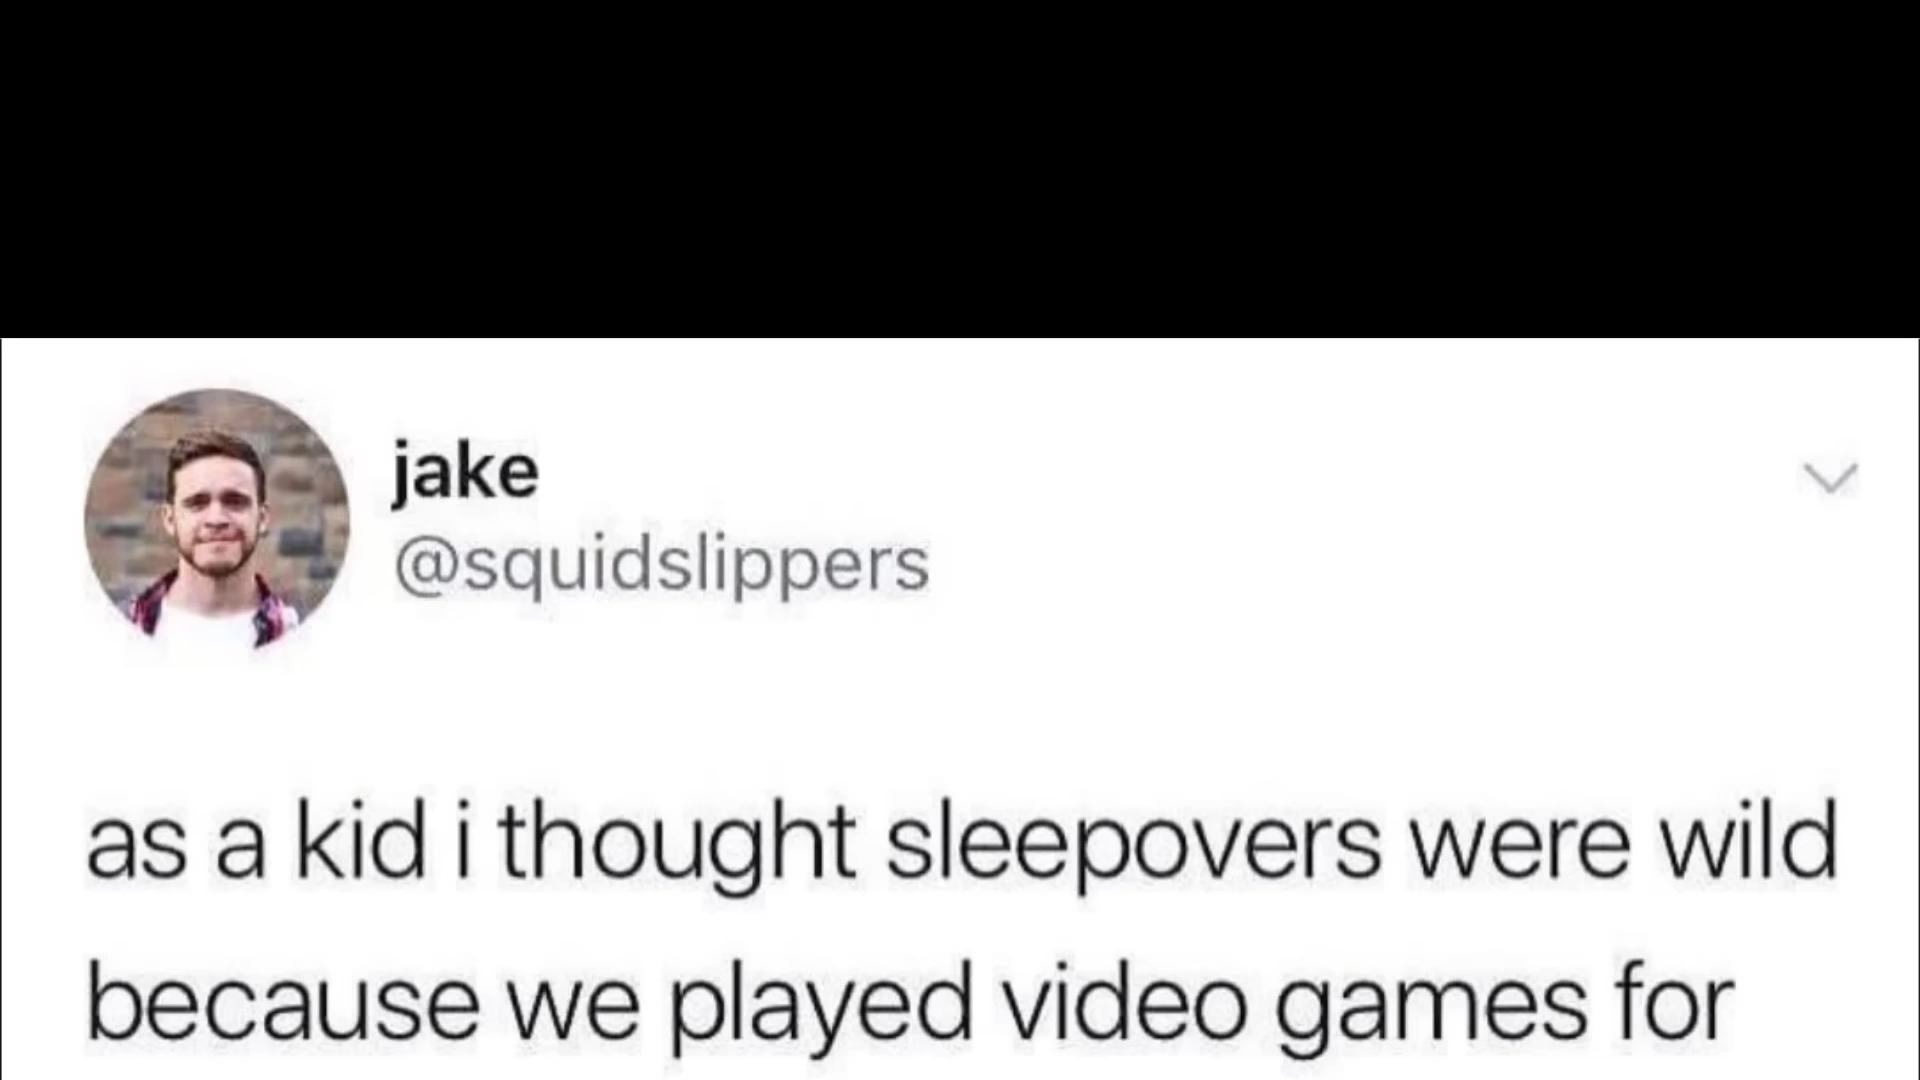 jake
@squidslippers
as a kid i thought sleepovers were wild
because we played video games for